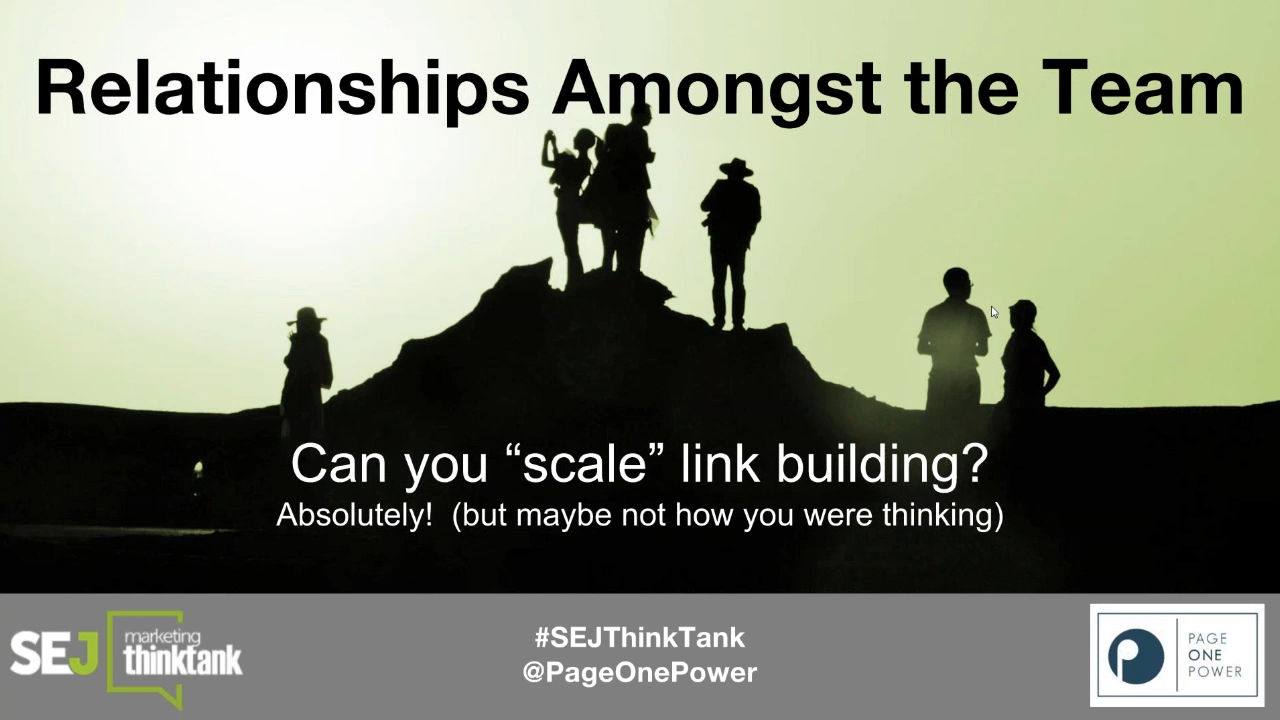 Relationships Amongst the Team
Can you “scale” link building?
Absolutely!  (but maybe not how you were thinking)
SEJ
marketing
thinktank
#SEJThinkTank
@PageOnePower
PAGE
ONE
POWER